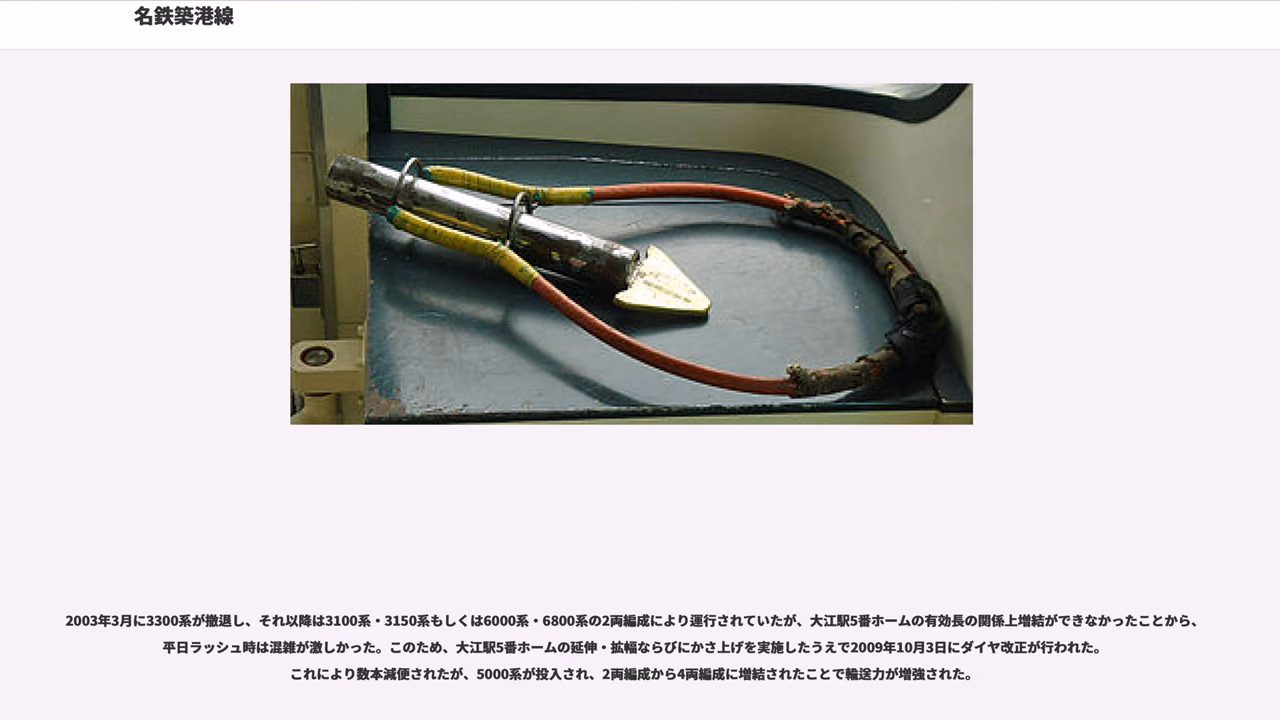 名鉄築港線
2003年3月に3300系が撤退し、それ以降は3100系・3150系もしくは6000系・6800系の2両編成により運行されていたが、大江駅5番ホームの有効長の関係上増結ができなかったことから、
平日ラッシュ時は混雑が激しかった。このため、大江駅5番ホームの延伸・拡幅ならびにかさ上げを実施したうえで2009年10月3日にダイヤ改正が行われた。
これにより数本減便されたが、5000系が投入され、2両編成から4両編成に増結されたことで輸送力が増強された。